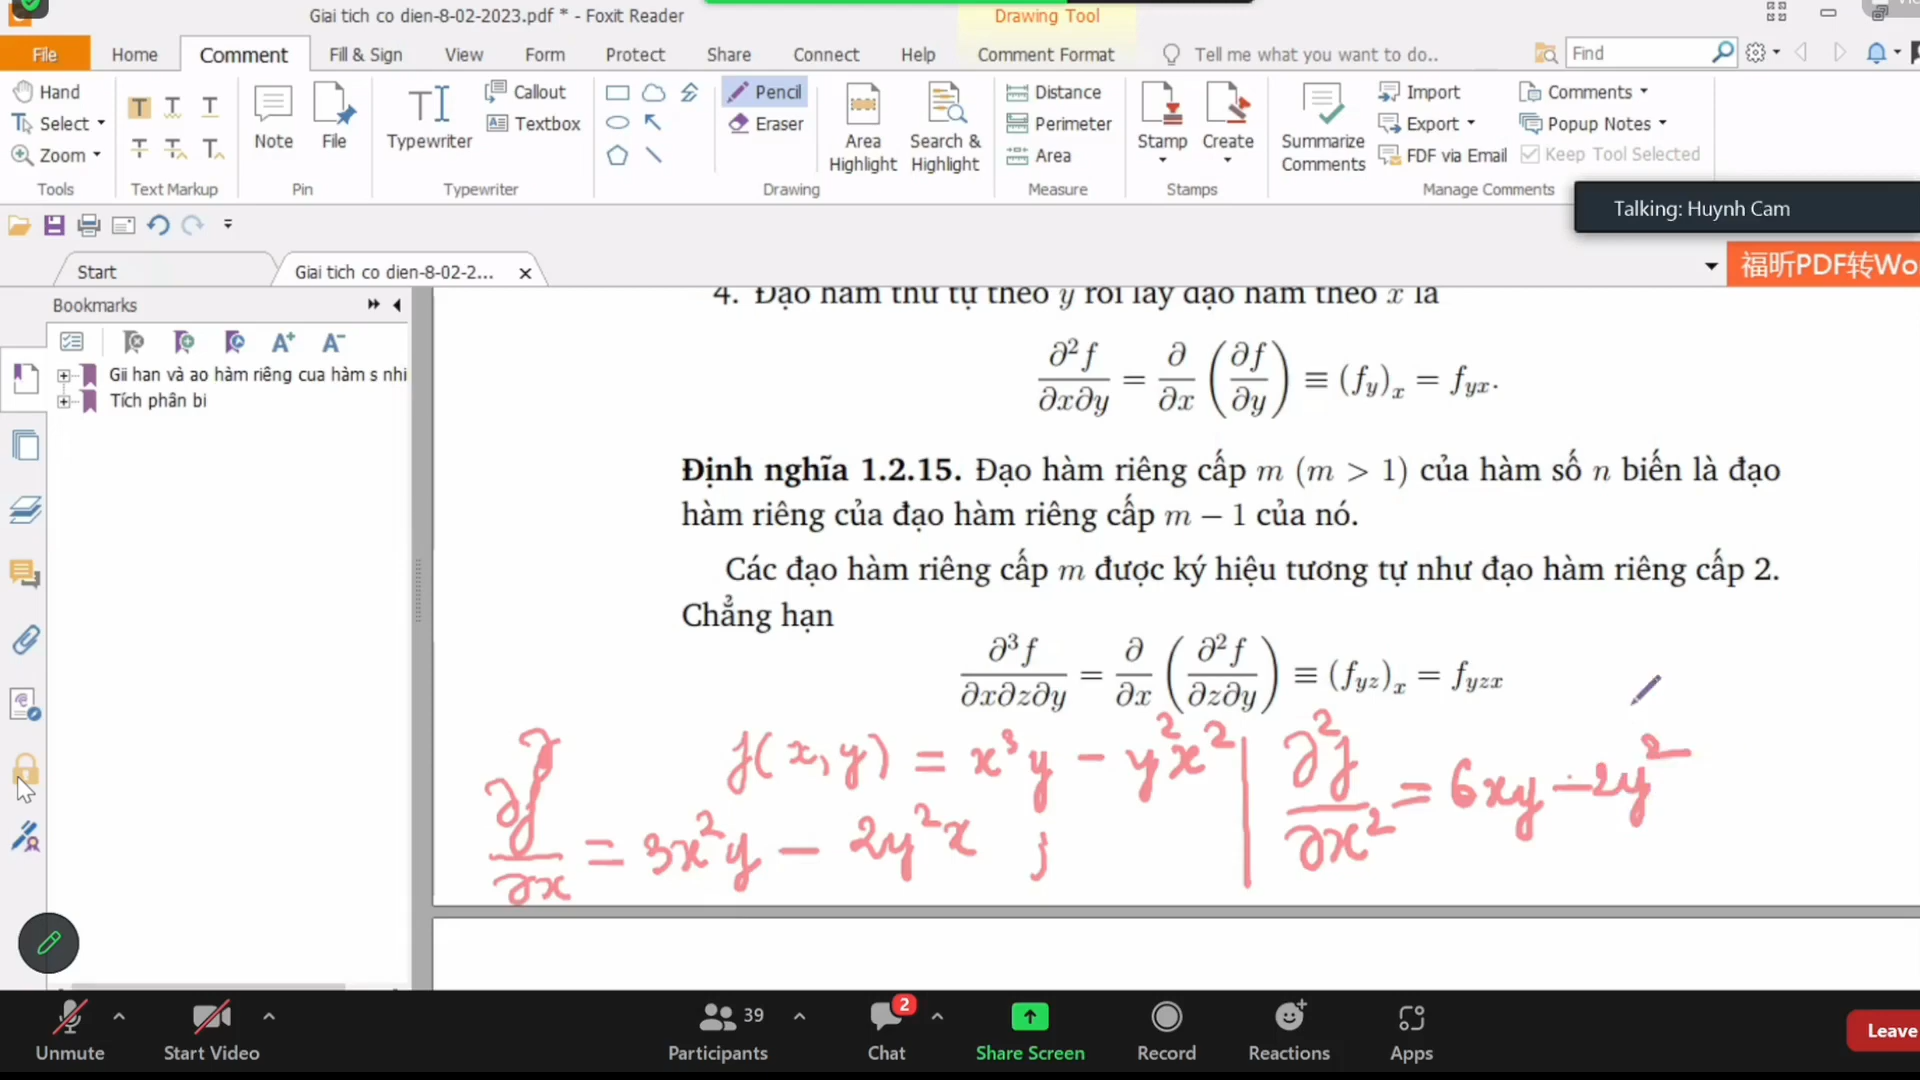 Giai tich co dien-8-02-2023.pdf * - Foxit Reader
Drawing Tool
File Home Comment Fill & Sign View Form Protect Share Connect Help Comment Format Tell me what you want to do.. Find
Hand
Select
Zoom
Tools
Text Markup
Note File
Pin
Typewriter
Callout
Textbox
Typewriter
Pencil
Eraser
Drawing
Area Highlight
Search & Highlight
Distance
Perimeter
Area
Measure
Stamp Create
Stamps
Summarize Comments
Import
Export
FDF via Email
Comments
Popup Notes
Keep Tool Selected
Manage Comments
Talking: Huynh Cam
Start
Giai tich co dien-8-02-2...
福昕PDF转Wo
Bookmarks
Gii han và ao hàm riêng cua hàm s nhi
Tích phân bi
4. Đạo hàm thứ tự theo y rồi lấy đạo hàm theo x là
∂²f/∂x∂y = ∂/∂x (∂f/∂y) ≡ (f_y)_x = f_yx.
Định nghĩa 1.2.15. Đạo hàm riêng cấp m (m > 1) của hàm số n biến là đạo
hàm riêng của đạo hàm riêng cấp m − 1 của nó.
Các đạo hàm riêng cấp m được ký hiệu tương tự như đạo hàm riêng cấp 2.
Chẳng hạn
∂³f/∂x∂z∂y = ∂/∂x (∂²f/∂z∂y) ≡ (f_yz)_x = f_yzx
f(x,y) = x³y − y²x²
∂f/∂x = 3x²y − 2y²x ;
∂²f/∂x² = 6xy − 2y²
Unmute
Start Video
39
Participants
2
Chat
Share Screen
Record
Reactions
Apps
Leave